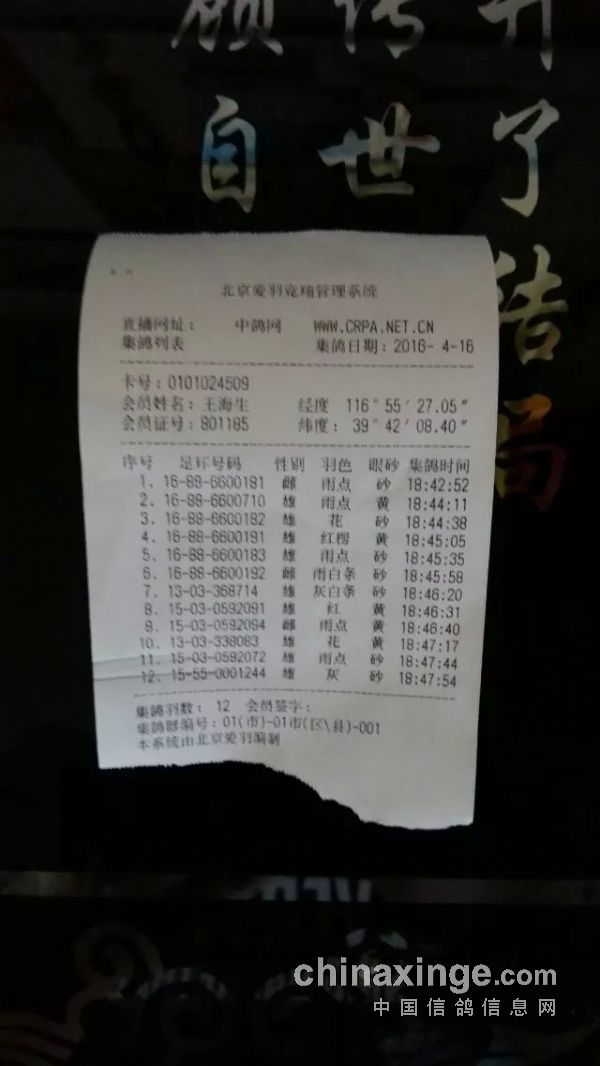 自世了
结
局
北京爱羽竞翔管理系统
直播网址： 中鸽网 WWW.CRPA.NET.CN
集鸽列表 集鸽日期：2016- 4-16
卡号：0101024509
会员姓名：王海生 经度 116°55′27.05″
会员证号：801185 纬度：39°42′08.40″
序号 足环号码 性别 羽色 眼砂 集鸽时间
1、16-88-6600181 雌 雨点 砂 18:42:52
2、16-88-6600710 雄 雨点 黄 18:44:11
3、16-88-6600182 雄 花 砂 18:44:38
4、16-88-6600191 雄 红楞 黄 18:45:05
5、16-88-6600183 雄 雨点 砂 18:45:35
6、16-88-6600192 雌 雨白条 砂 18:45:58
7、13-03-368714 雄 灰白条 砂 18:46:20
8、15-03-0592091 雄 红 黄 18:46:31
9、15-03-0592094 雌 雨点 黄 18:46:40
10、13-03-338083 雄 花 黄 18:47:17
11、15-03-0592072 雄 雨点 砂 18:47:44
12、15-55-0001244 雄 灰 砂 18:47:54
集鸽羽数： 12 会员签字：
集鸽器编号：01(市)-01市(区\县)-001
本系统由北京爱羽编制
chinaxinge.com
中国信鸽信息网